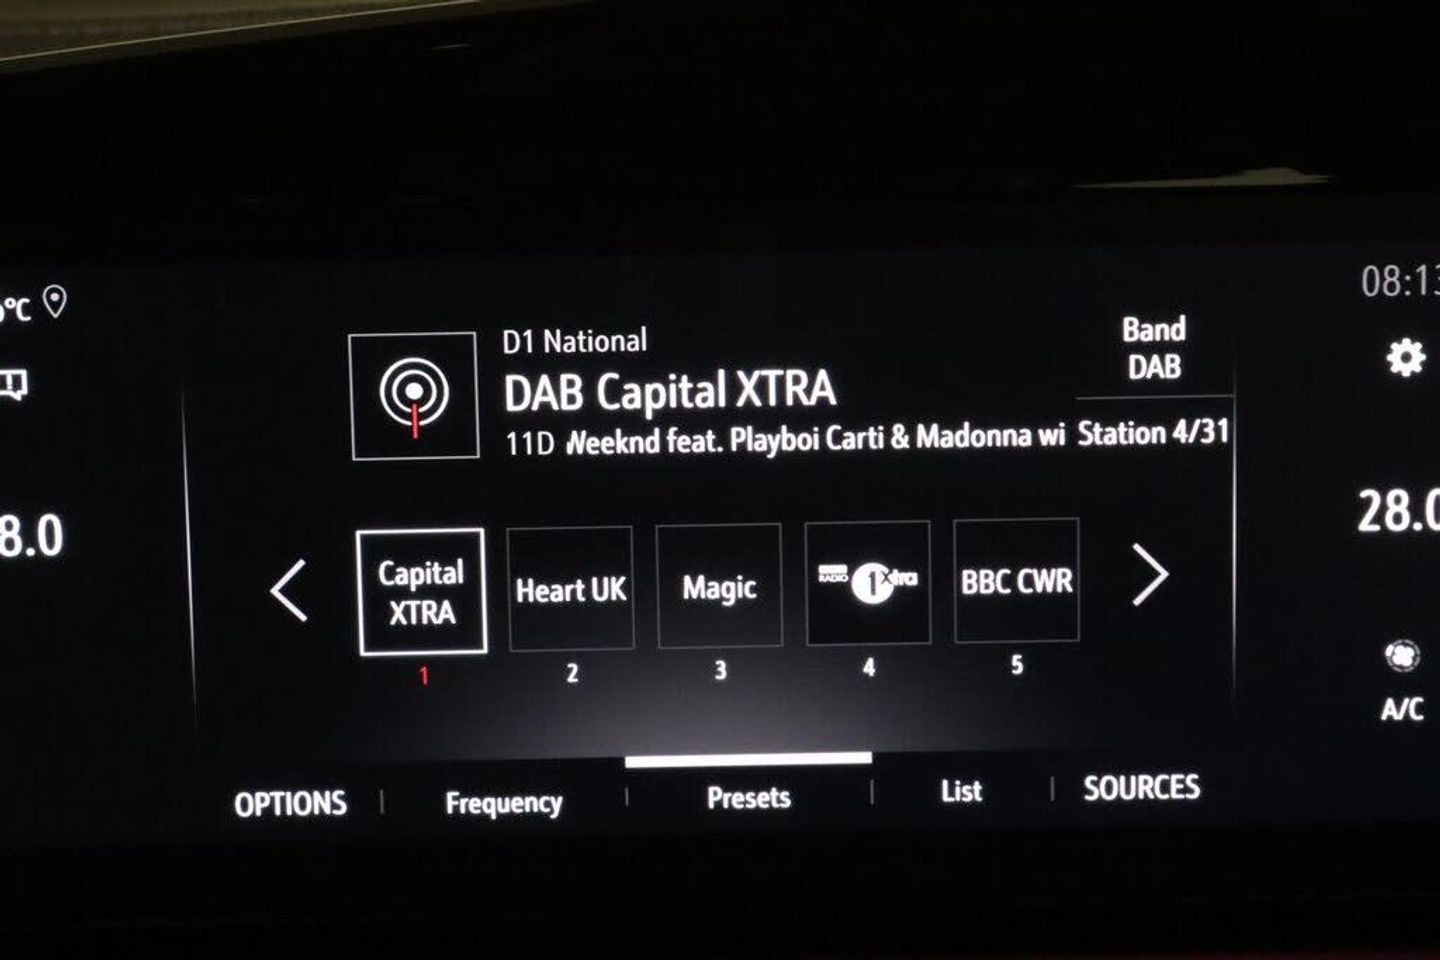 °C
08:13
D1 National
DAB Capital XTRA
11D Weeknd feat. Playboi Carti & Madonna wi
Band
DAB
Station 4/31
8.0
28.0
Capital
XTRA
Heart UK
Magic
RADIO 1Xtra
BBC CWR
1
2
3
4
5
A/C
OPTIONS
Frequency
Presets
List
SOURCES